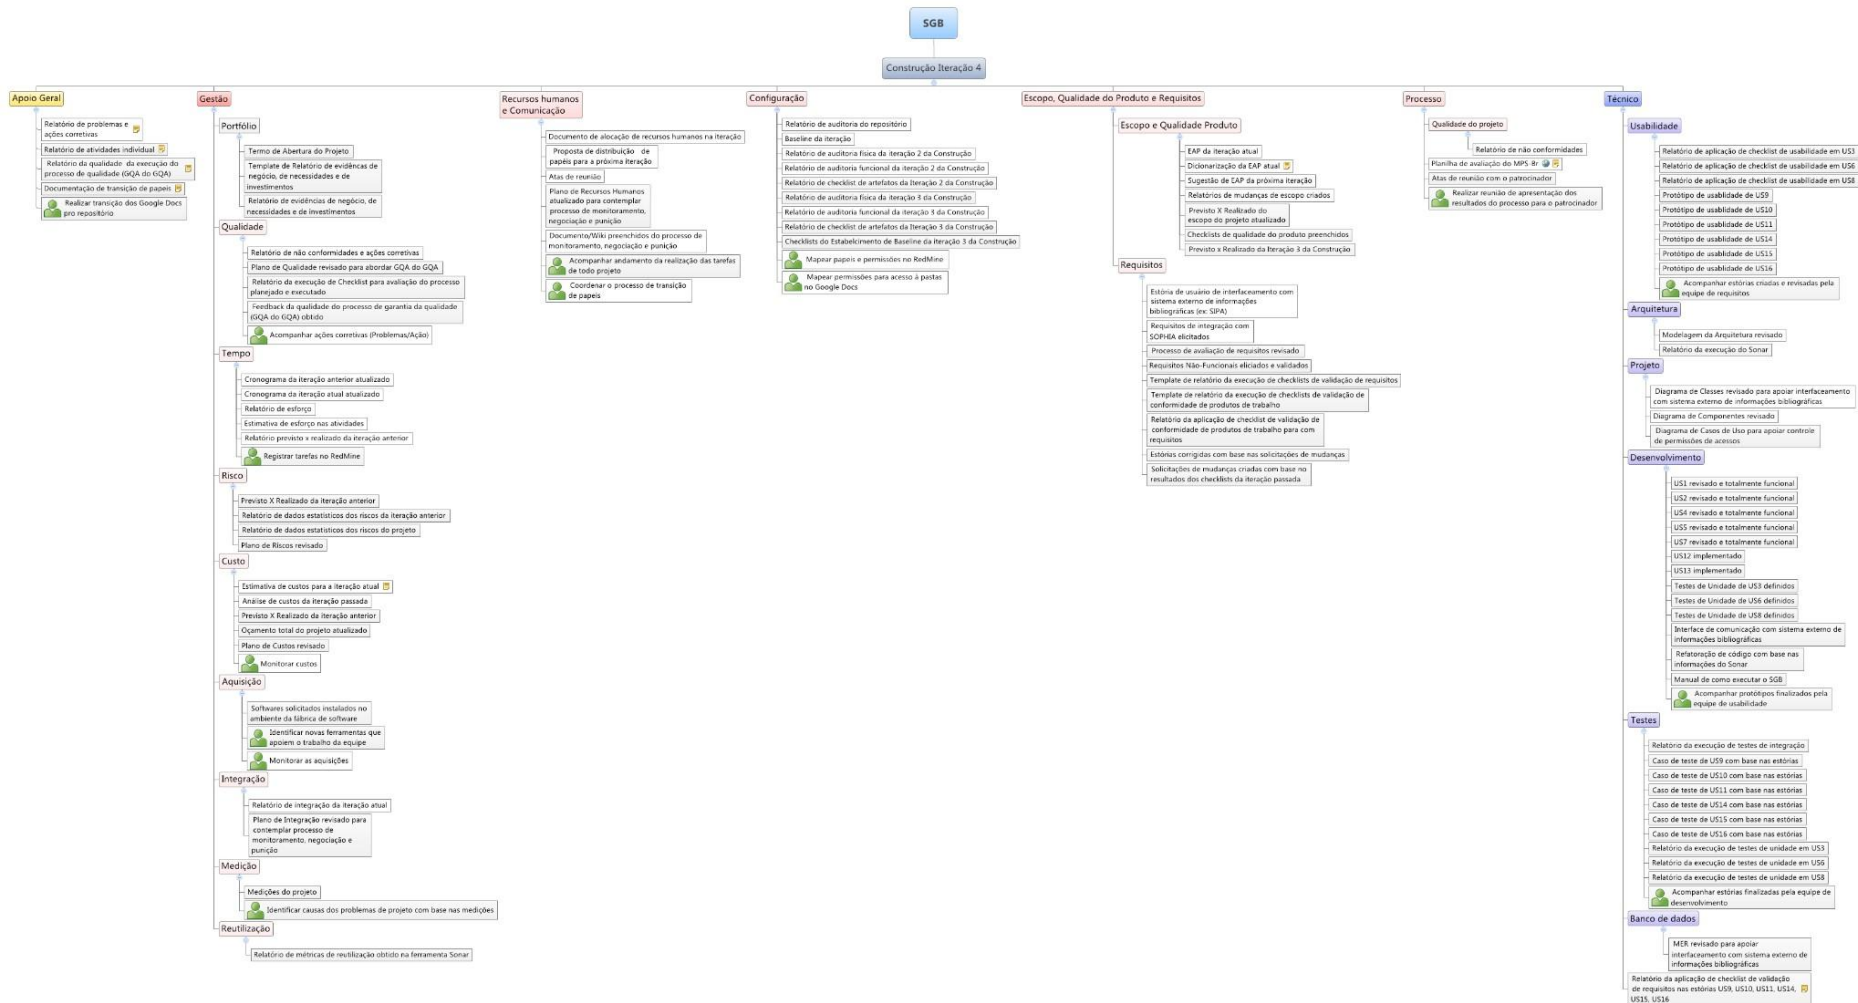 SGB
Construção Iteração 4
Apoio Geral
Relatório de problemas e
ações corretivas
Relatório de atividades individual
Relatório da qualidade da execução do
processo de qualidade (GQA do GQA)
Documentação de transição de papeis
Realizar transição dos Google Docs
pro repositório
Gestão
Portfólio
Termo de Abertura do Projeto
Template de Relatório de evidências de
negócio, de necessidades e de
investimentos
Relatório de evidências de negócio, de
necessidades e de investimentos
Qualidade
Relatório de não conformidades e ações corretivas
Plano de Qualidade revisado para abordar GQA do GQA
Relatório da execução de Checklist para avaliação do processo
planejado e executado
Feedback da qualidade do processo de garantia da qualidade
(GQA do GQA) obtido
Acompanhar ações corretivas (Problemas/Ação)
Tempo
Cronograma da iteração anterior atualizado
Cronograma da iteração atual atualizado
Relatório de esforço
Estimativa de esforço nas atividades
Relatório previsto x realizado da iteração anterior
Registrar tarefas no RedMine
Risco
Previsto X Realizado da iteração anterior
Relatório de dados estatísticos dos riscos da iteração anterior
Relatório de dados estatísticos dos riscos do projeto
Plano de Riscos revisado
Custo
Estimativa de custos para a iteração atual
Análise de custos da iteração passada
Previsto X Realizado da iteração anterior
Oçamento total do projeto atualizado
Plano de Custos revisado
Monitorar custos
Aquisição
Softwares solicitados instalados no
ambiente da fábrica de software
Identificar novas ferramentas que
apoiem o trabalho da equipe
Monitorar as aquisições
Integração
Relatório de integração da iteração atual
Plano de Integração revisado para
contemplar processo de
monitoramento, negociação e
punição
Medição
Medições do projeto
Identificar causas dos problemas de projeto com base nas medições
Reutilização
Relatório de métricas de reutilização obtido na ferramenta Sonar
Recursos humanos
e Comunicação
Documento de alocação de recursos humanos na iteração
Proposta de distribuição de
papéis para a próxima iteração
Atas de reunião
Plano de Recursos Humanos
atualizado para contemplar
processo de monitoramento,
negociação e punição
Documento/Wiki preenchidos do processo de
monitoramento, negociação e punição
Acompanhar andamento da realização das tarefas
de todo projeto
Coordenar o processo de transição
de papeis
Configuração
Relatório de auditoria do repositório
Baseline da iteração
Relatório de auditoria física da iteração 2 da Construção
Relatório de auditoria funcional da iteração 2 da Construção
Relatório de checklist de artefatos da Iteração 2 da Construção
Relatório de auditoria física da iteração 3 da Construção
Relatório de auditoria funcional da iteração 3 da Construção
Relatório de checklist de artefatos da Iteração 3 da Construção
Checklists do Estabelcimento de Baseline da iteração 3 da Construção
Mapear papeis e permissões no RedMine
Mapear permissões para acesso à pastas
no Google Docs
Escopo, Qualidade do Produto e Requisitos
Escopo e Qualidade Produto
EAP da iteração atual
Dicionarização da EAP atual
Sugestão de EAP da próxima iteração
Relatórios de mudanças de escopo criados
Previsto X Realizado do
escopo do projeto atualizado
Checklists de qualidade do produto preenchidos
Previsto x Realizado da Iteração 3 da Construção
Requisitos
Estória de usuário de interfaceamento com
sistema externo de informações
bibliográficas (ex: SIPA)
Requisitos de integração com
SOPHIA elicitados
Processo de avaliação de requisitos revisado
Requisitos Não-Funcionais eliciados e validados
Template de relatório da execução de checklists de validação de requisitos
Template de relatório da execução de checklists de validação de
conformidade de produtos de trabalho
Relatório da aplicação de checklist de validação de
conformidade de produtos de trabalho para com
requisitos
Estórias corrigidas com base nas solicitações de mudanças
Solicitações de mudanças criadas com base no
resultados dos checklists da iteração passada
Processo
Qualidade do projeto
Relatório de não conformidades
Planilha de avaliação do MPS-Br
Atas de reunião com o patrocinador
Realizar reunião de apresentação dos
resultados do processo para o patrocinador
Técnico
Usabilidade
Relatório de aplicação de checklist de usabilidade em US3
Relatório de aplicação de checklist de usabilidade em US6
Relatório de aplicação de checklist de usabilidade em US8
Protótipo de usablidade de US9
Protótipo de usablidade de US10
Protótipo de usablidade de US11
Protótipo de usablidade de US14
Protótipo de usablidade de US15
Protótipo de usablidade de US16
Acompanhar estórias criadas e revisadas pela
equipe de requisitos
Arquitetura
Modelagem da Arquitetura revisado
Relatório da execução do Sonar
Projeto
Diagrama de Classes revisado para apoiar interfaceamento
com sistema externo de informações bibliográficas
Diagrama de Componentes revisado
Diagrama de Casos de Uso para apoiar controle
de permissões de acessos
Desenvolvimento
US1 revisado e totalmente funcional
US2 revisado e totalmente funcional
US4 revisado e totalmente funcional
US5 revisado e totalmente funcional
US7 revisado e totalmente funcional
US12 implementado
US13 implementado
Testes de Unidade de US3 definidos
Testes de Unidade de US6 definidos
Testes de Unidade de US8 definidos
Interface de comunicação com sistema externo de
informações bibliográficas
Refatoração de código com base nas
informações do Sonar
Manual de como executar o SGB
Acompanhar protótipos finalizados pela
equipe de usabilidade
Testes
Relatório da execução de testes de integração
Caso de teste de US9 com base nas estórias
Caso de teste de US10 com base nas estórias
Caso de teste de US11 com base nas estórias
Caso de teste de US14 com base nas estórias
Caso de teste de US15 com base nas estórias
Caso de teste de US16 com base nas estórias
Relatório da execução de testes de unidade em US3
Relatório da execução de testes de unidade em US6
Relatório da execução de testes de unidade em US8
Acompanhar estórias finalizadas pela equipe de
desenvolvimento
Banco de dados
MER revisado para apoiar
interfaceamento com sistema externo de
informações bibliográficas
Relatório da aplicação de checklist de validação
de requisitos nas estórias US9, US10, US11, US14,
US15, US16